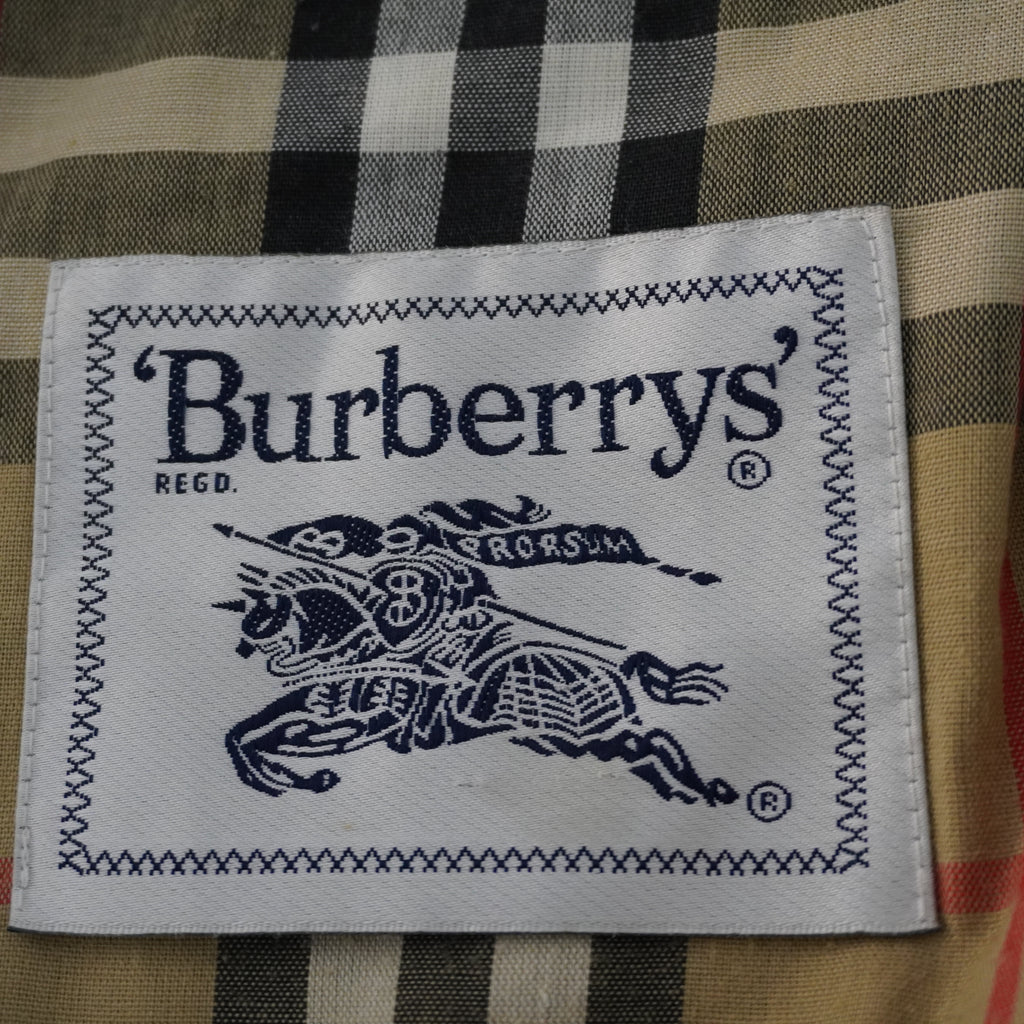 ‘Burberrys’
REGD. ®
PRORSUM
®